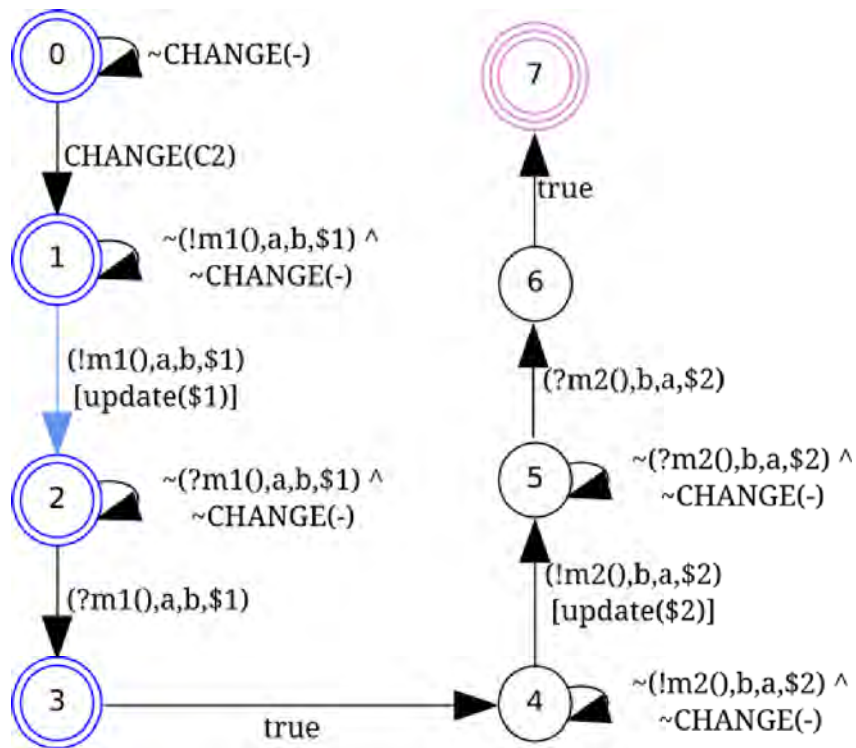 0
~CHANGE(-)
CHANGE(C2)
1
~(!m1(),a,b,$1) ^
~CHANGE(-)
(!m1(),a,b,$1)
[update($1)]
2
~(?m1(),a,b,$1) ^
~CHANGE(-)
(?m1(),a,b,$1)
3
true
4
~(!m2(),b,a,$2) ^
~CHANGE(-)
(!m2(),b,a,$2)
[update($2)]
5
~(?m2(),b,a,$2) ^
~CHANGE(-)
(?m2(),b,a,$2)
6
true
7